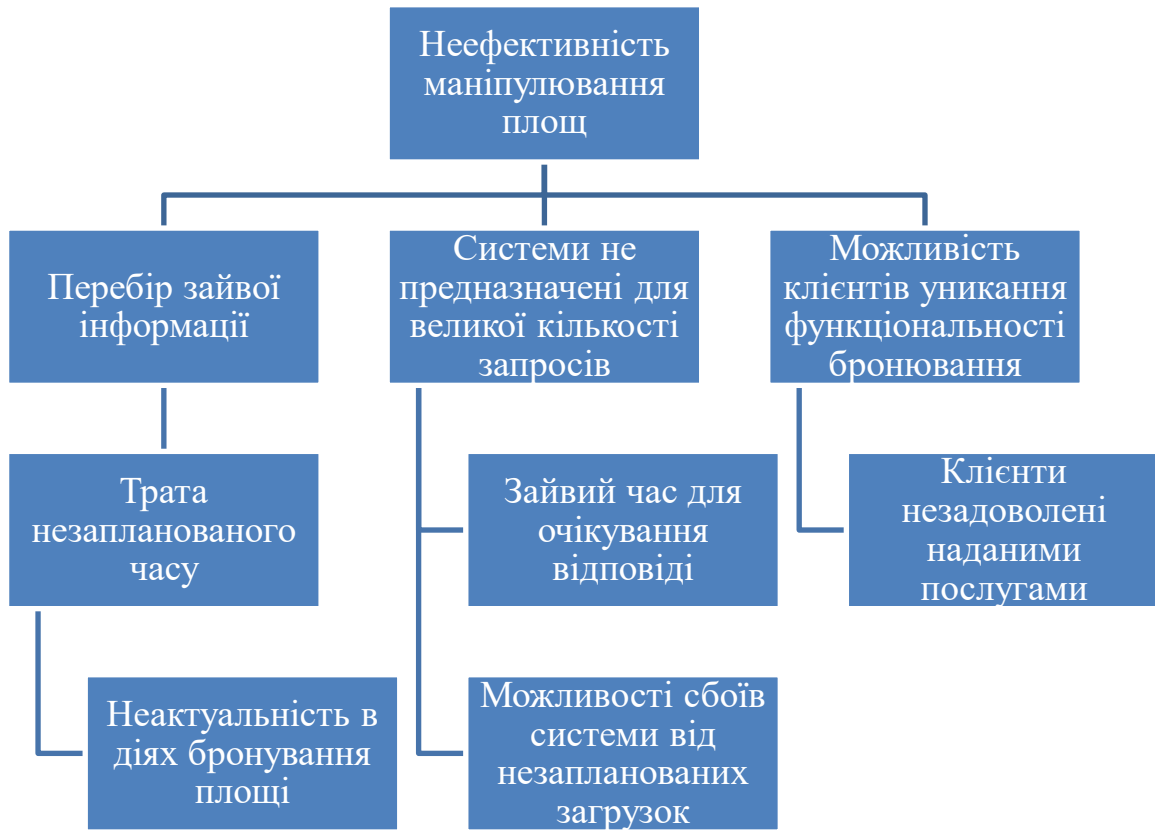 Неефективність
маніпулювання
площ
Перебір зайвої
інформації
Системи не
предназначені для
великої кількості
запросів
Можливість
клієнтів уникання
функціональності
бронювання
Трата
незапланованого
часу
Зайвий час для
очікування
відповіді
Клієнти
незадоволені
наданими
послугами
Неактуальність в
діях бронування
площі
Можливості сбоїв
системи від
незапланованих
загрузок